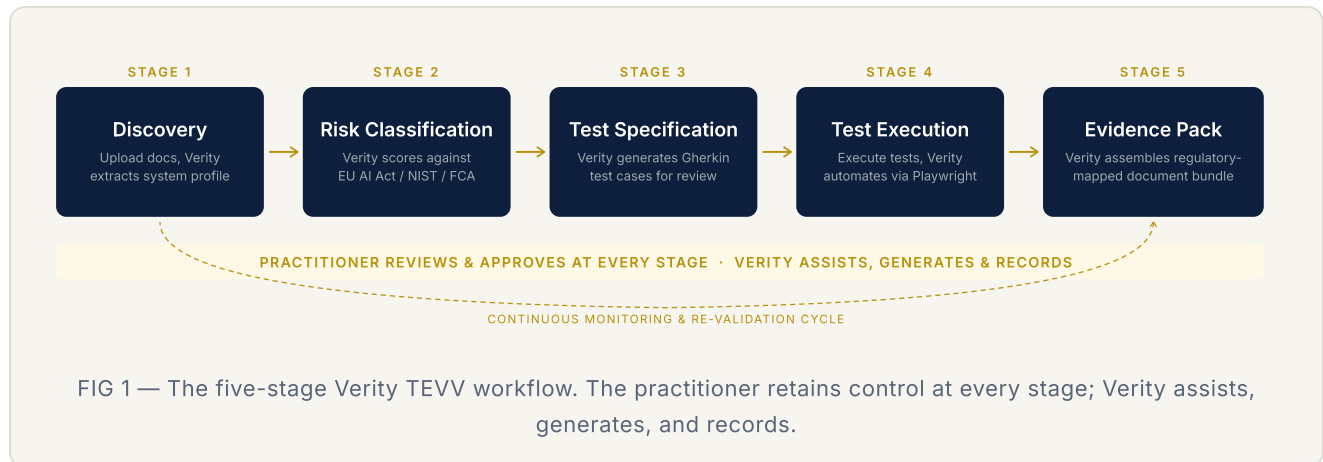 STAGE 1
Discovery
Upload docs, Verity
extracts system profile
STAGE 2
Risk Classification
Verity scores against
EU AI Act / NIST / FCA
STAGE 3
Test Specification
Verity generates Gherkin
test cases for review
STAGE 4
Test Execution
Execute tests, Verity
automates via Playwright
STAGE 5
Evidence Pack
Verity assembles regulatory-
mapped document bundle
PRACTITIONER REVIEWS & APPROVES AT EVERY STAGE · VERITY ASSISTS, GENERATES & RECORDS
CONTINUOUS MONITORING & RE-VALIDATION CYCLE
FIG 1 — The five-stage Verity TEVV workflow. The practitioner retains control at every stage; Verity assists,
generates, and records.